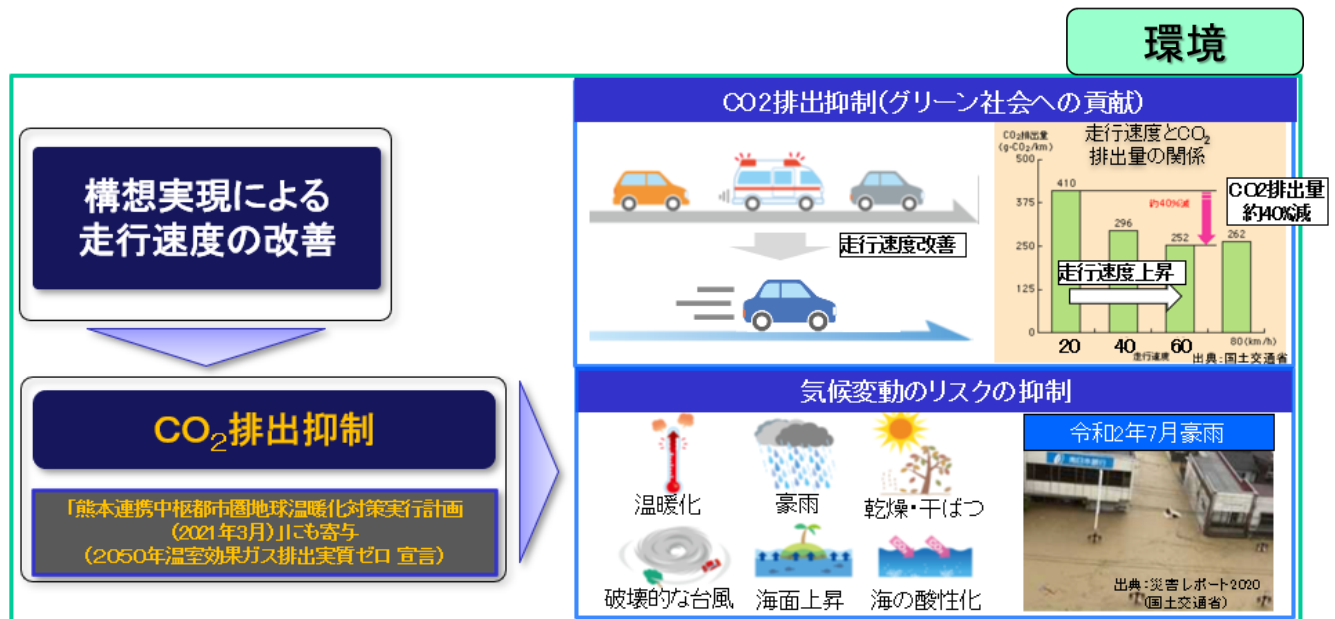 環境
構想実現による
走行速度の改善
CO₂排出抑制
「熊本連携中枢都市圏地球温暖化対策実行計画
(2021年3月)」にも寄与
(2050年温室効果ガス排出実質ゼロ 宣言)
CO2排出抑制(グリーン社会への貢献)
走行速度改善
CO₂排出量
(g-CO₂/km)
走行速度とCO₂
排出量の関係
500
375
250
125
0
410
296
252
262
約40%減
CO2排出量
約40%減
走行速度上昇
20
40
60
80(km/h)
走行速度
出典:国土交通省
気候変動のリスクの抑制
温暖化
豪雨
乾燥・干ばつ
破壊的な台風
海面上昇
CO₂
CO₂
海の酸性化
令和2年7月豪雨
出典:災害レポート2020
(国土交通省)